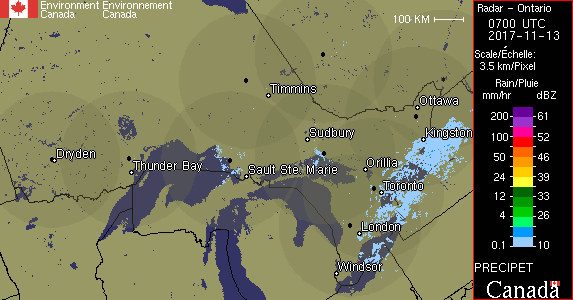 Environment Environnement
Canada Canada
100 KM
Timmins
Ottawa
Sudbury
Kingston
Dryden
Thunder Bay
Sault Ste. Marie
Orillia
Toronto
London
Windsor
Radar - Ontario
0700 UTC
2017-11-13
Scale/Échelle:
3.5 km/Pixel
Rain/Pluie
mm/hr dBZ
200 61
100 52
50 46
24 39
12 33
4 26
0.1 10
PRECIPET
Canada